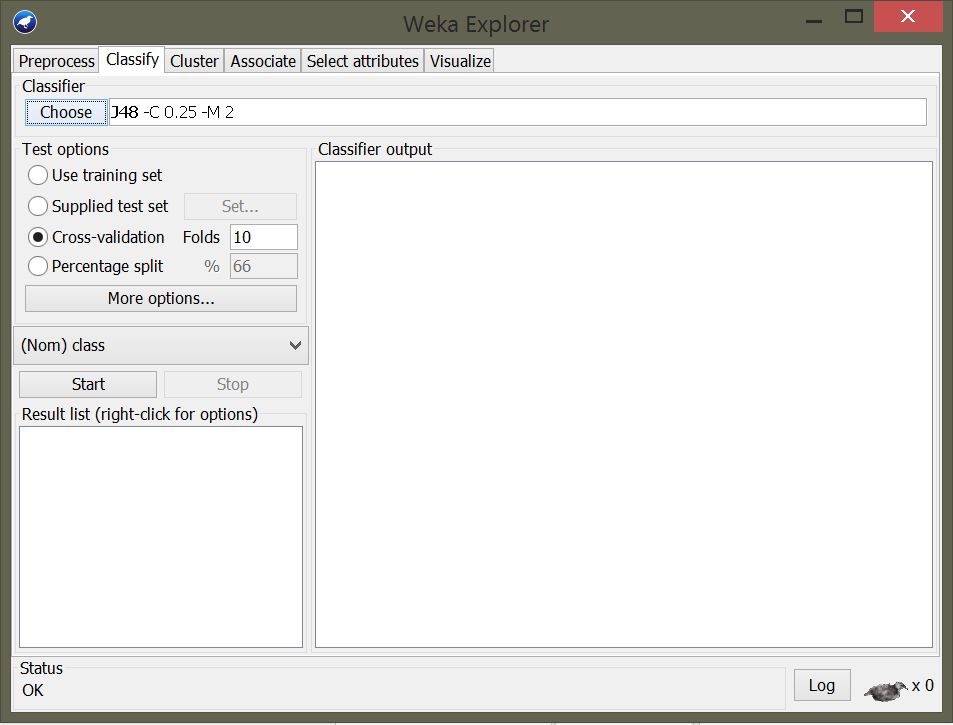 Weka Explorer
Preprocess Classify Cluster Associate Select attributes Visualize
Classifier
Choose J48 -C 0.25 -M 2
Test options
Use training set
Supplied test set Set...
Cross-validation Folds 10
Percentage split % 66
More options...
(Nom) class
Start Stop
Result list (right-click for options)
Classifier output
Status
OK
Log x 0